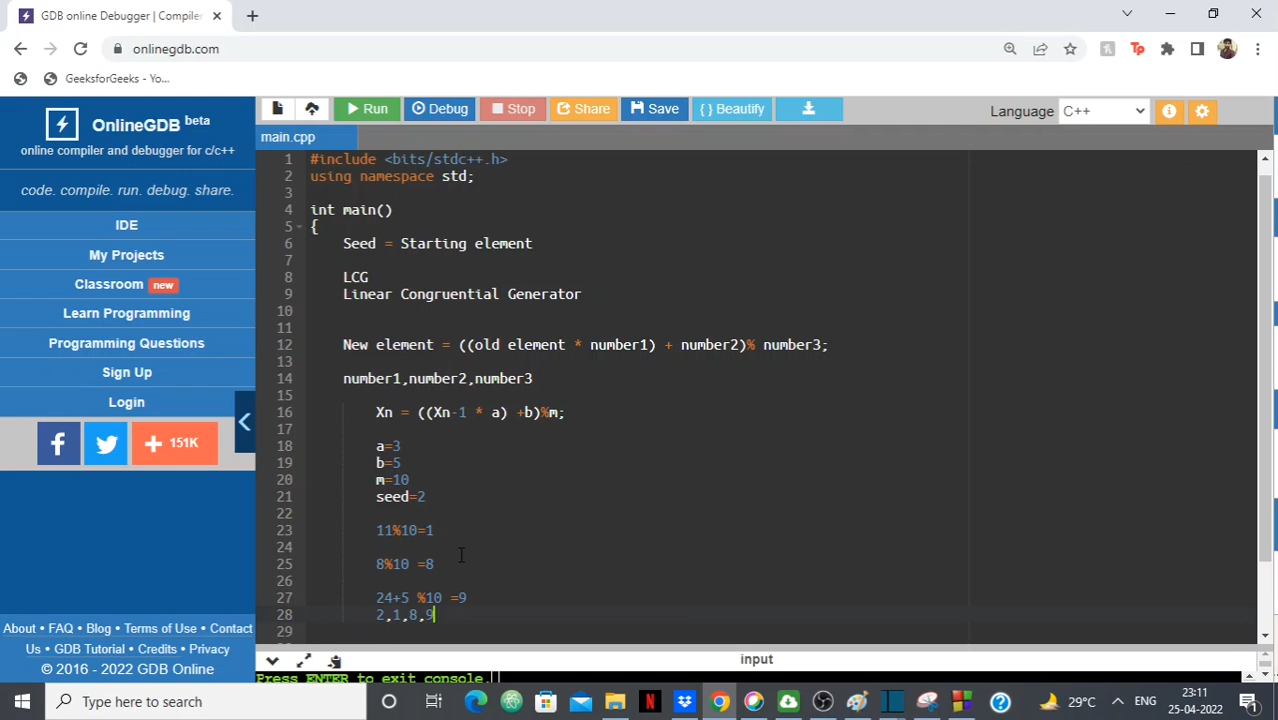 GDB online Debugger | Compiler
onlinegdb.com
GeeksforGeeks - Yo...
OnlineGDB beta
online compiler and debugger for c/c++
code. compile. run. debug. share.
IDE
My Projects
Classroom new
Learn Programming
Programming Questions
Sign Up
Login
151K
About • FAQ • Blog • Terms of Use • Contact
Us • GDB Tutorial • Credits • Privacy
© 2016 - 2022 GDB Online
Run Debug Stop Share Save { } Beautify
Language C++
main.cpp
1 #include <bits/stdc++.h>
2 using namespace std;
3
4 int main()
5 {
6 Seed = Starting element
7
8 LCG
9 Linear Congruential Generator
10
11
12 New element = ((old element * number1) + number2)% number3;
13
14 number1,number2,number3
15
16 Xn = ((Xn-1 * a) +b)%m;
17
18 a=3
19 b=5
20 m=10
21 seed=2
22
23 11%10=1
24
25 8%10 =8
26
27 24+5 %10 =9
28 2,1,8,9
29
input
Press ENTER to exit console.
Type here to search
29°C
ENG
23:11
25-04-2022